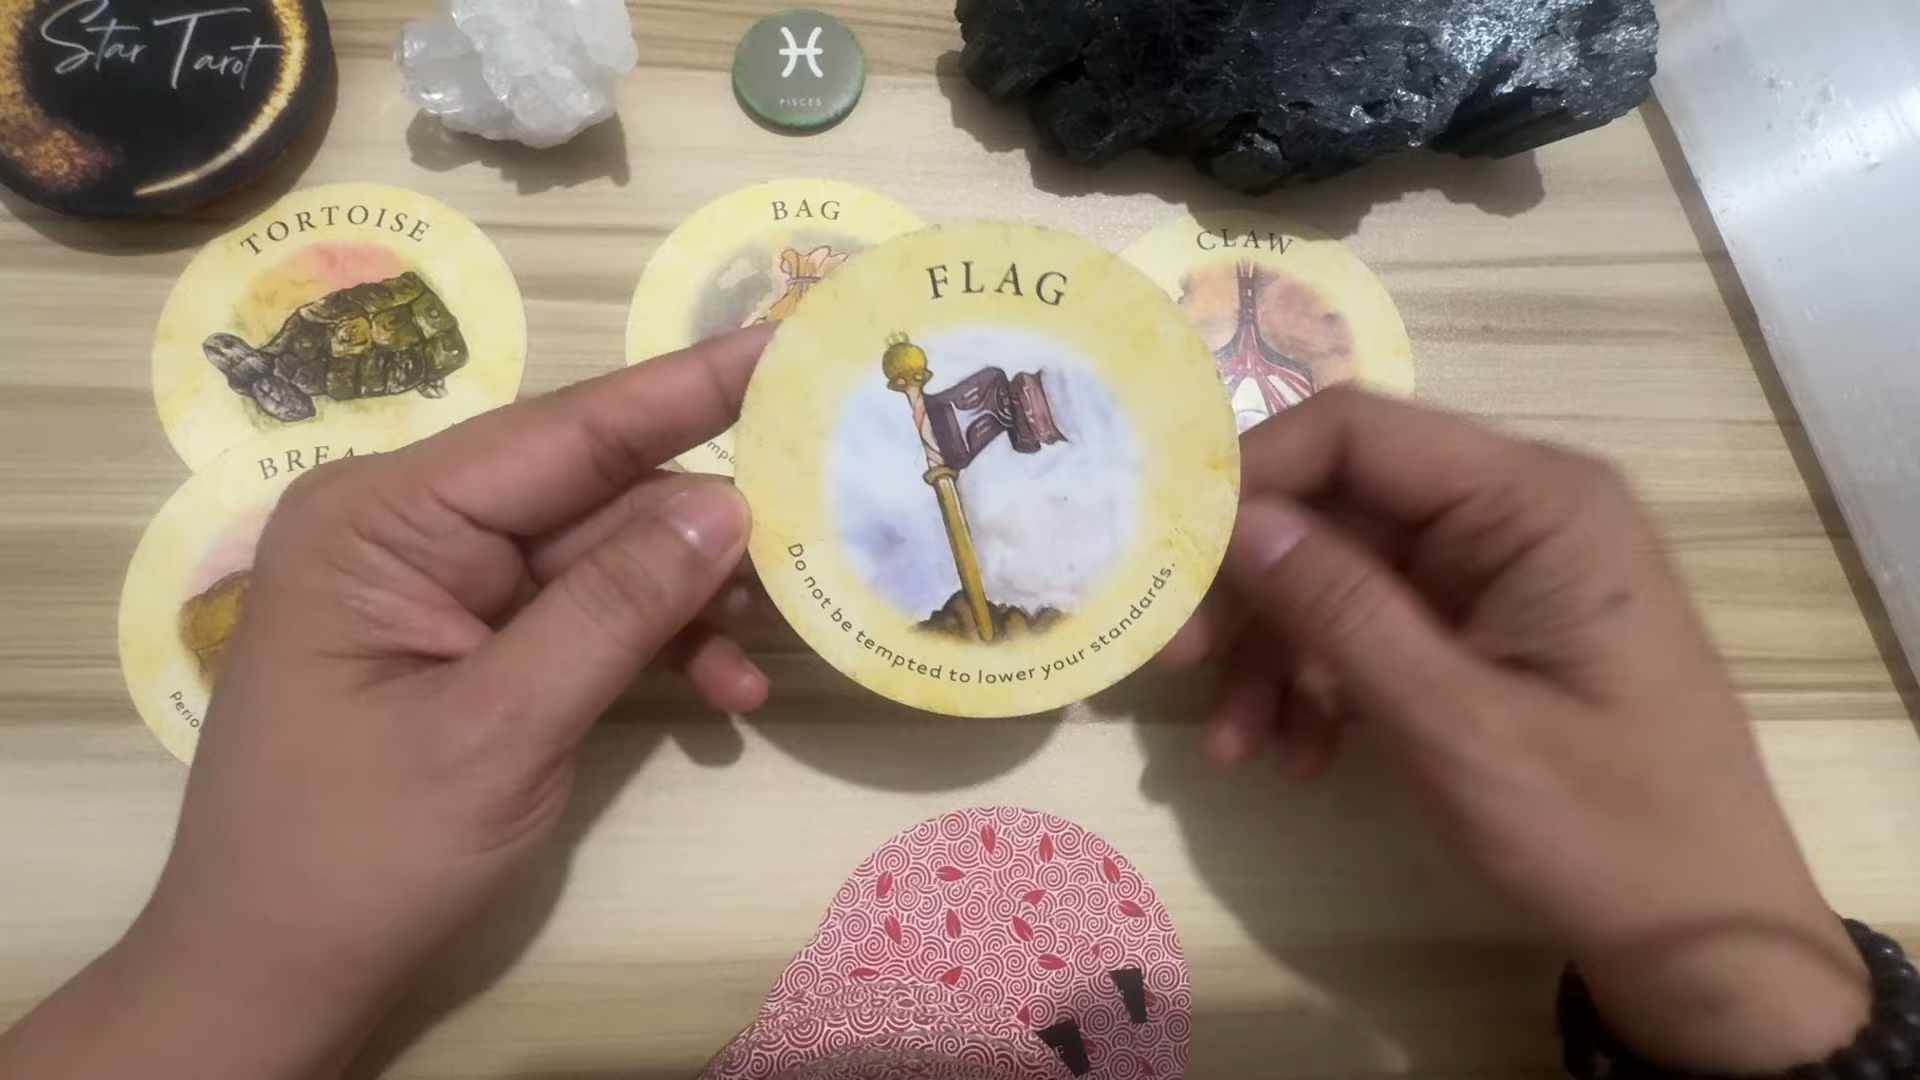 Star Tarot
PISCES
TORTOISE
BAG
CLAW
FLAG
Do not be tempted to lower your standards.